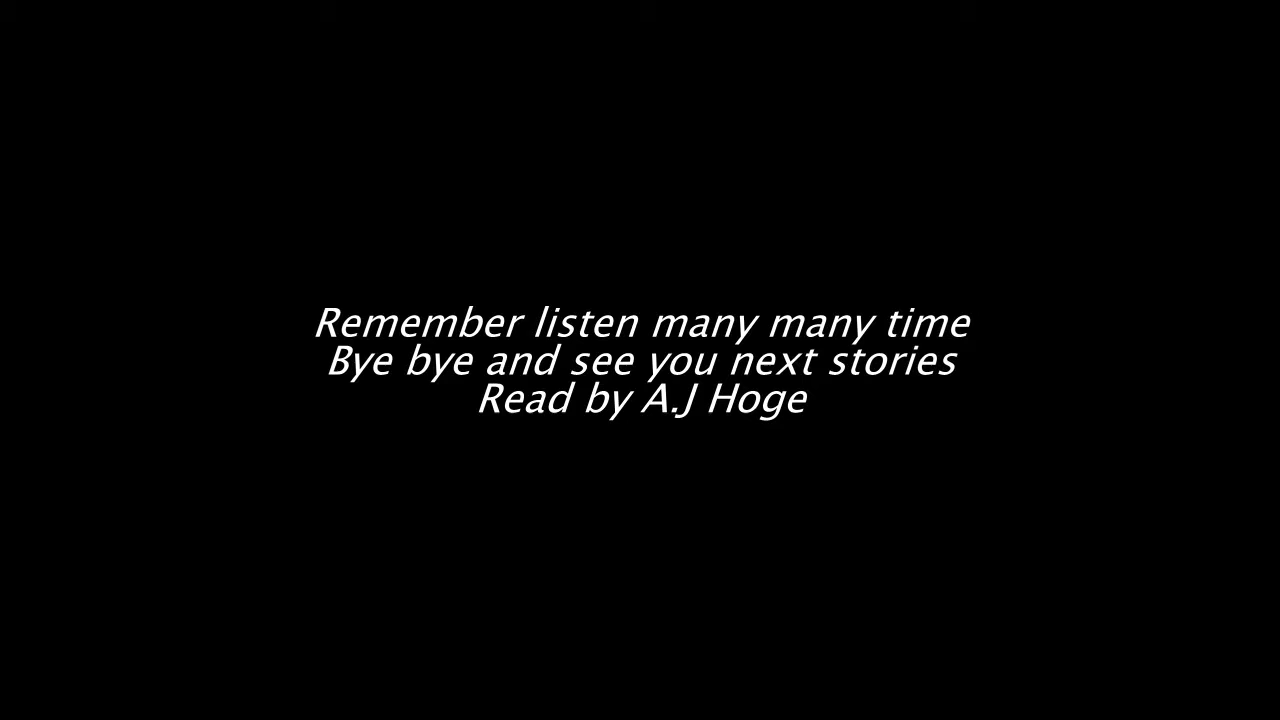 Remember listen many many time
Bye bye and see you next stories
Read by A.J Hoge